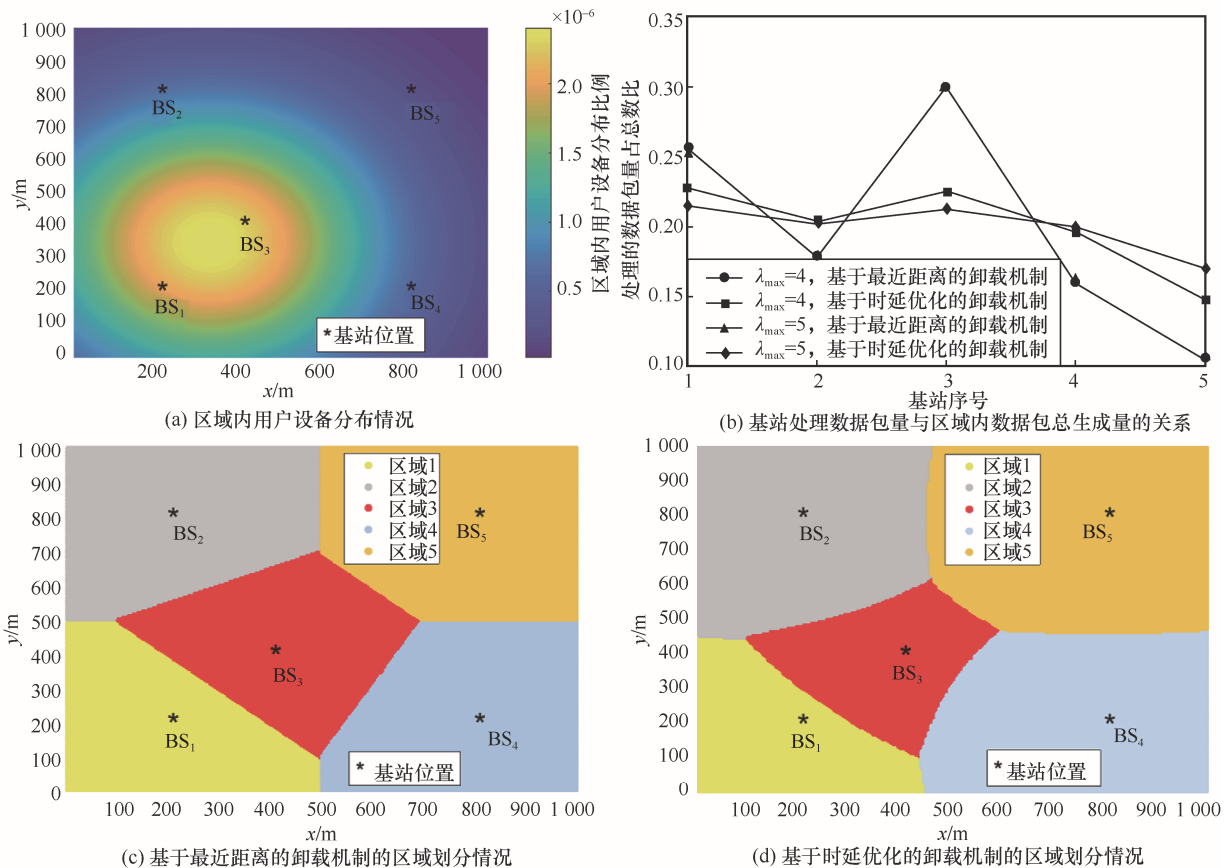 ×10⁻⁶
1 000
900
800
700
600
500
400
300
200
100
0
y/m
BS₂
BS₅
BS₃
BS₁
BS₄
* 基站位置
200
400
600
800
1 000
x/m
2.0
1.5
1.0
0.5
区域内用户设备分布比例
(a) 区域内用户设备分布情况
0.35
0.30
0.25
0.20
0.15
0.10
处理的数据包量占总数比
λmax=4，基于最近距离的卸载机制
λmax=4，基于时延优化的卸载机制
λmax=5，基于最近距离的卸载机制
λmax=5，基于时延优化的卸载机制
1
2
3
4
5
基站序号
(b) 基站处理数据包量与区域内数据包总生成量的关系
1 000
900
800
700
600
500
400
300
200
100
0
y/m
区域1
区域2
区域3
区域4
区域5
BS₂
BS₅
BS₃
BS₁
BS₄
* 基站位置
100
200
300
400
500
600
700
800
900
1 000
x/m
(c) 基于最近距离的卸载机制的区域划分情况
1 000
900
800
700
600
500
400
300
200
100
0
y/m
区域1
区域2
区域3
区域4
区域5
BS₂
BS₅
BS₃
BS₁
BS₄
* 基站位置
100
200
300
400
500
600
700
800
900
1 000
x/m
(d) 基于时延优化的卸载机制的区域划分情况